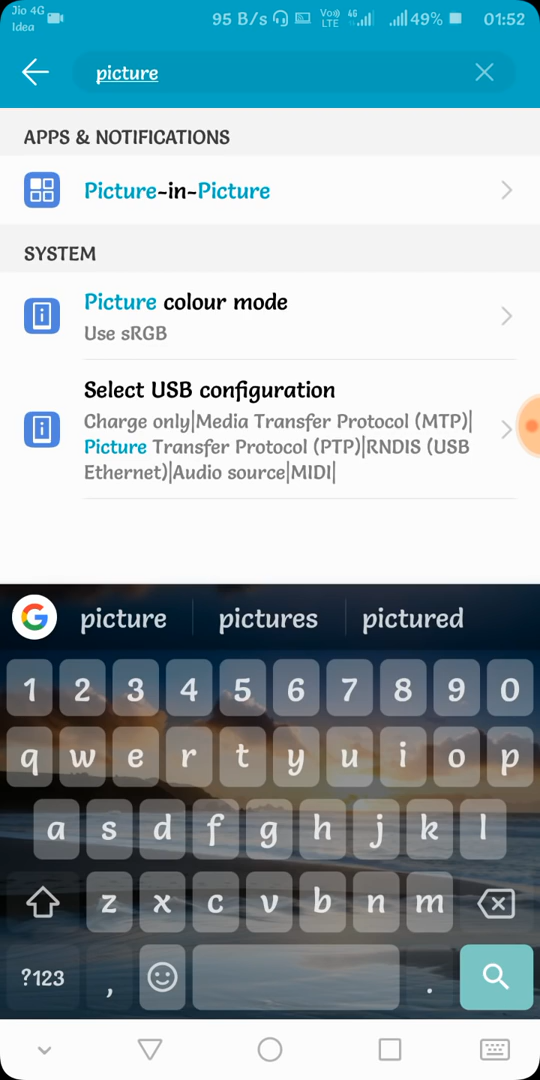 Jio 4G
Idea
95 B/s Vo)) LTE 4G 49% 01:52
picture
APPS & NOTIFICATIONS
Picture-in-Picture
SYSTEM
Picture colour mode
Use sRGB
Select USB configuration
Charge only|Media Transfer Protocol (MTP)|
Picture Transfer Protocol (PTP)|RNDIS (USB
Ethernet)|Audio source|MIDI|
G picture pictures pictured
1 2 3 4 5 6 7 8 9 0
q w e r t y u i o p
a s d f g h j k l
z x c v b n m
?123 , .